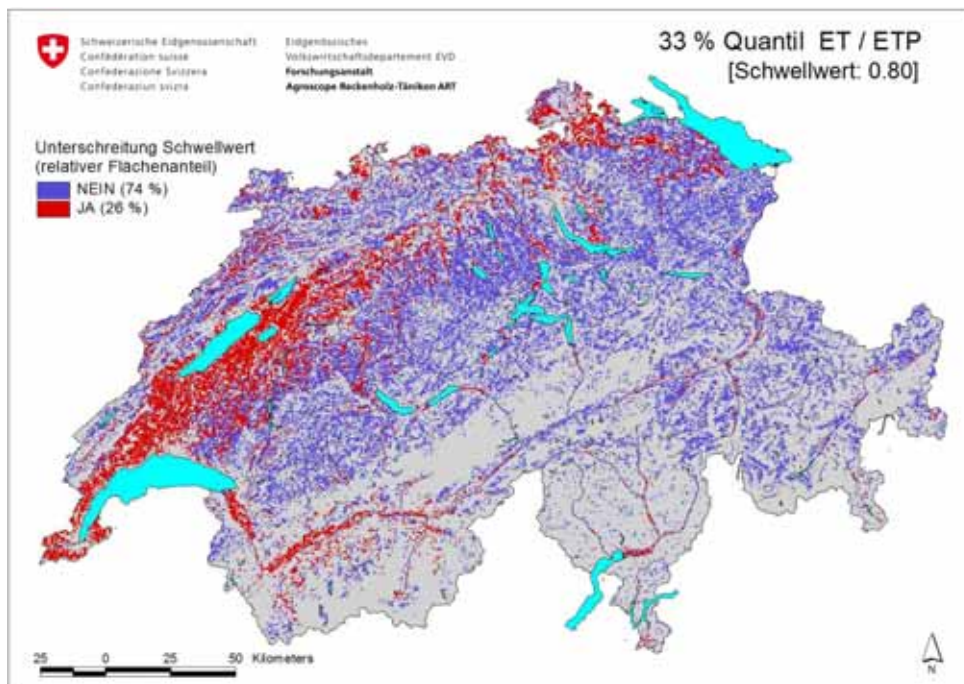 Schweizerische Eidgenossenschaft
Confédération suisse
Confederazione Svizzera
Confederaziun svizra
Eidgenössisches
Volkswirtschaftsdepartement EVD
Forschungsanstalt
Agroscope Reckenholz-Tänikon ART
33 % Quantil ET / ETP
[Schwellwert: 0.80]
Unterschreitung Schwellwert
(relativer Flächenanteil)
NEIN (74 %)
JA (26 %)
25 0 25 50 Kilometers
N